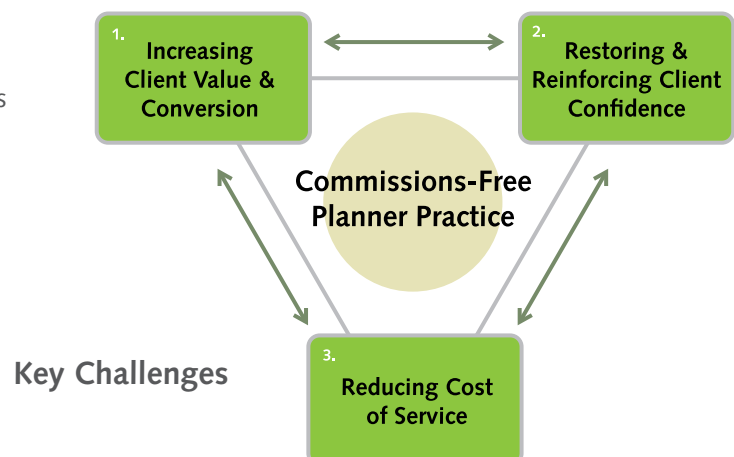 1.
Increasing
Client Value &
Conversion
2.
Restoring &
Reinforcing Client
Confidence
s
Commissions-Free
Planner Practice
Key Challenges
3.
Reducing Cost
of Service